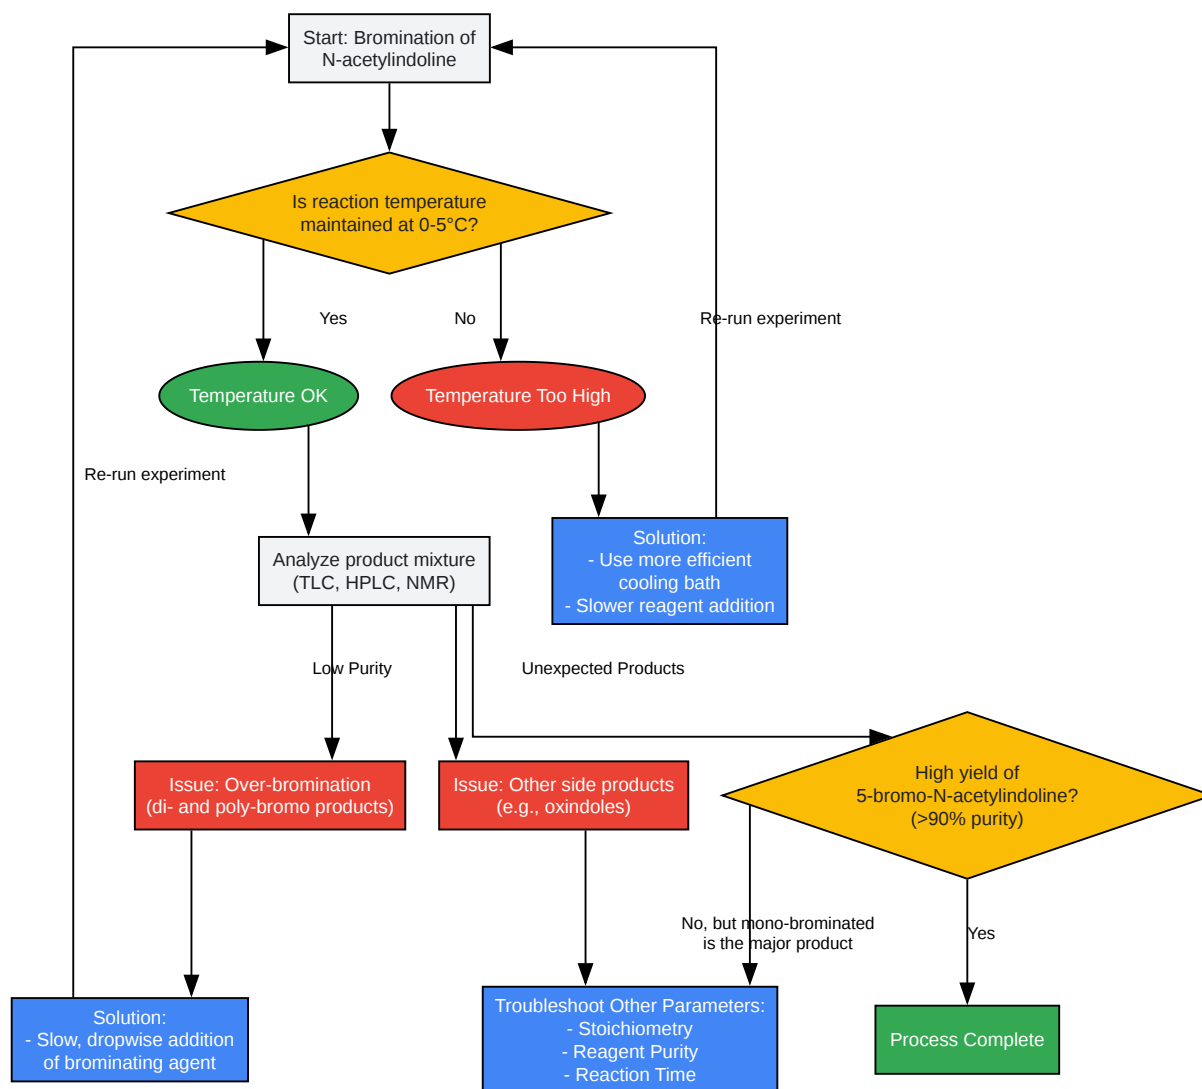 Start: Bromination of
N-acetylindoline
Is reaction temperature
maintained at 0-5°C?
Yes
No
Re-run experiment
Temperature OK
Temperature Too High
Re-run experiment
Solution:
- Use more efficient
cooling bath
- Slower reagent addition
Analyze product mixture
(TLC, HPLC, NMR)
Low Purity
Unexpected Products
Issue: Over-bromination
(di- and poly-bromo products)
Issue: Other side products
(e.g., oxindoles)
High yield of
5-bromo-N-acetylindoline?
(>90% purity)
No, but mono-brominated
is the major product
Yes
Solution:
- Slow, dropwise addition
of brominating agent
Troubleshoot Other Parameters:
- Stoichiometry
- Reagent Purity
- Reaction Time
Process Complete